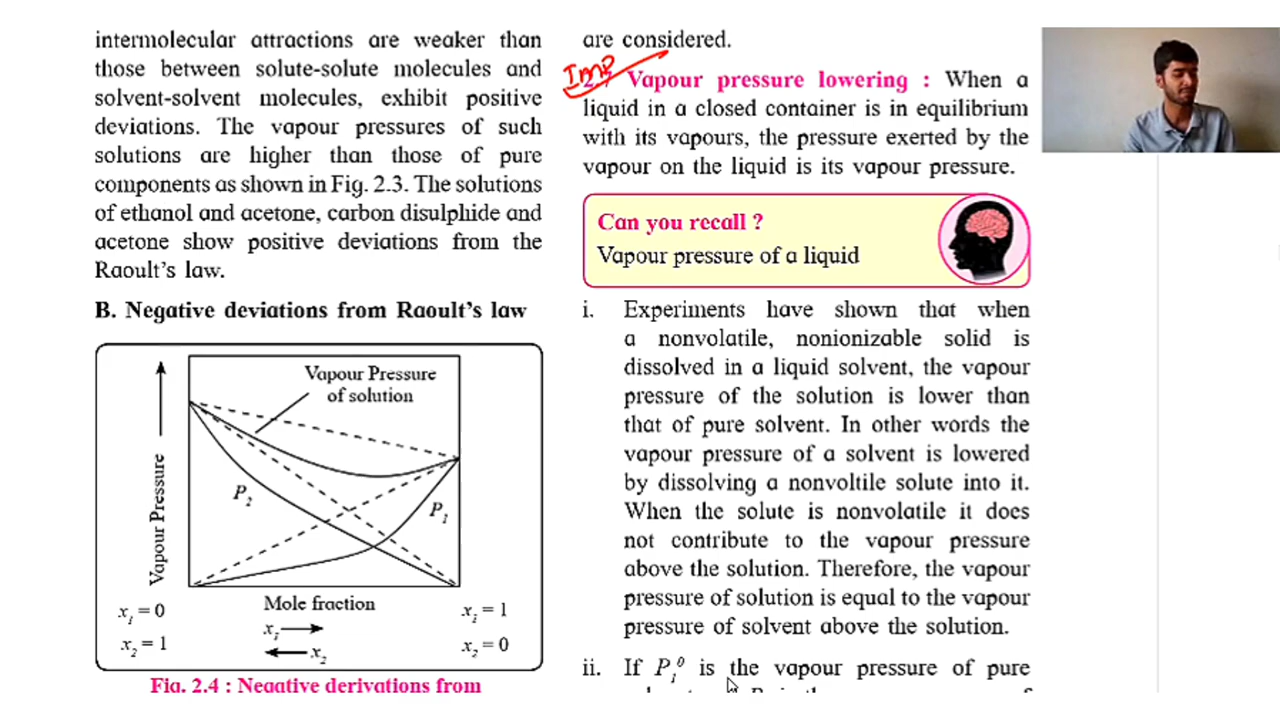 intermolecular attractions are weaker than
those between solute-solute molecules and
solvent-solvent molecules, exhibit positive
deviations. The vapour pressures of such
solutions are higher than those of pure
components as shown in Fig. 2.3. The solutions
of ethanol and acetone, carbon disulphide and
acetone show positive deviations from the
Raoult's law.
B. Negative deviations from Raoult's law
Vapour Pressure
of solution
Vapour Pressure
P₂
P₁
x₁ = 0
Mole fraction
x₁ = 1
x₁
x₂ = 1
x₂
x₂ = 0
Fig. 2.4 : Negative derivations from
are considered.
Imp
Vapour pressure lowering : When a
liquid in a closed container is in equilibrium
with its vapours, the pressure exerted by the
vapour on the liquid is its vapour pressure.
Can you recall ?
Vapour pressure of a liquid
i. Experiments have shown that when
a nonvolatile, nonionizable solid is
dissolved in a liquid solvent, the vapour
pressure of the solution is lower than
that of pure solvent. In other words the
vapour pressure of a solvent is lowered
by dissolving a nonvoltile solute into it.
When the solute is nonvolatile it does
not contribute to the vapour pressure
above the solution. Therefore, the vapour
pressure of solution is equal to the vapour
pressure of solvent above the solution.
ii. If P₁⁰ is the vapour pressure of pure